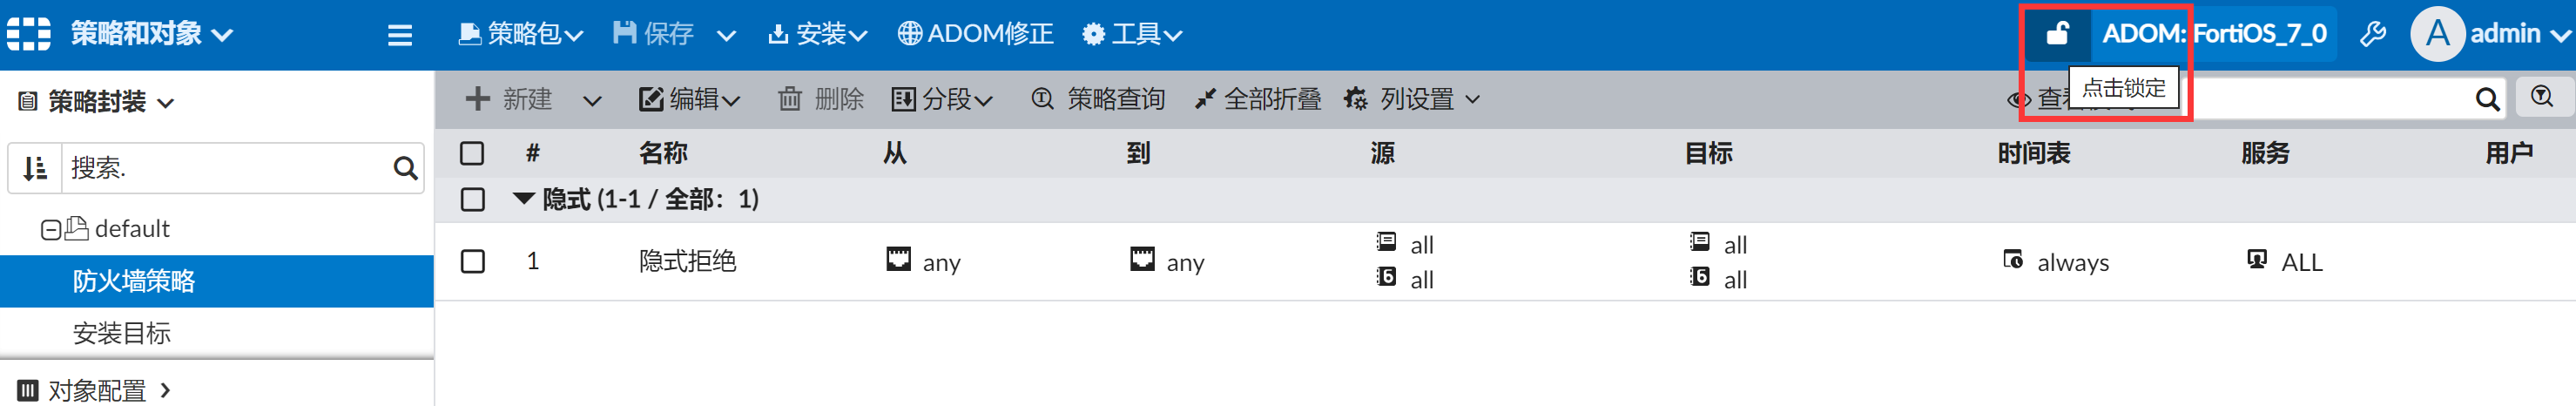 策略和对象 策略包 保存 安装 ADOM修正 工具 ADOM: FortiOS_7_0 A admin
策略封装 新建 编辑 删除 分段 策略查询 全部折叠 列设置
点击锁定
# 名称 从 到 源 目标 时间表 服务 用户
搜索.
隐式 (1-1 / 全部：1)
default
1 隐式拒绝 any any all all always ALL
all all
防火墙策略
安装目标
对象配置